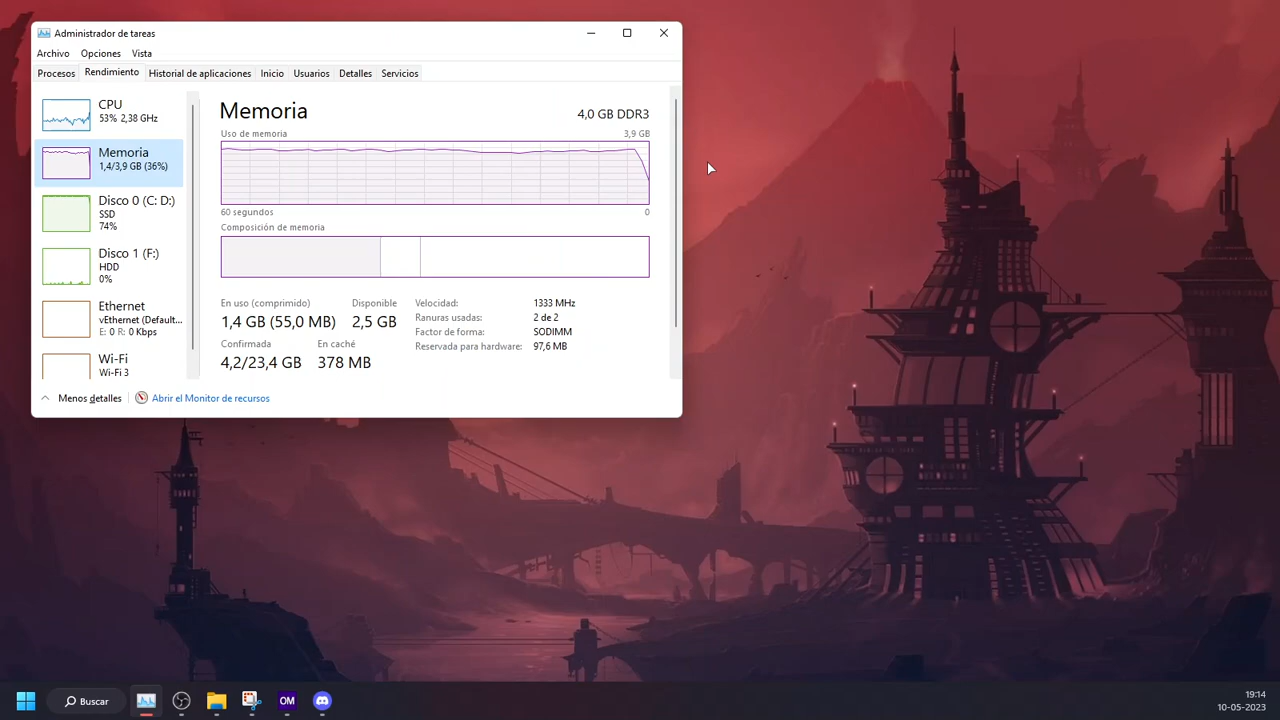 Administrador de tareas
Archivo Opciones Vista
Procesos Rendimiento Historial de aplicaciones Inicio Usuarios Detalles Servicios
CPU
53% 2,38 GHz
Memoria
1,4/3,9 GB (36%)
Disco 0 (C: D:)
SSD
74%
Disco 1 (F:)
HDD
0%
Ethernet
vEthernet (Default...
E: 0 R: 0 Kbps
Wi-Fi
Wi-Fi 3
Memoria 4,0 GB DDR3
Uso de memoria 3,9 GB
60 segundos 0
Composición de memoria
En uso (comprimido) Disponible
1,4 GB (55,0 MB) 2,5 GB
Confirmada En caché
4,2/23,4 GB 378 MB
Velocidad: 1333 MHz
Ranuras usadas: 2 de 2
Factor de forma: SODIMM
Reservada para hardware: 97,6 MB
Menos detalles Abrir el Monitor de recursos
Buscar OM
19:14
10-05-2023